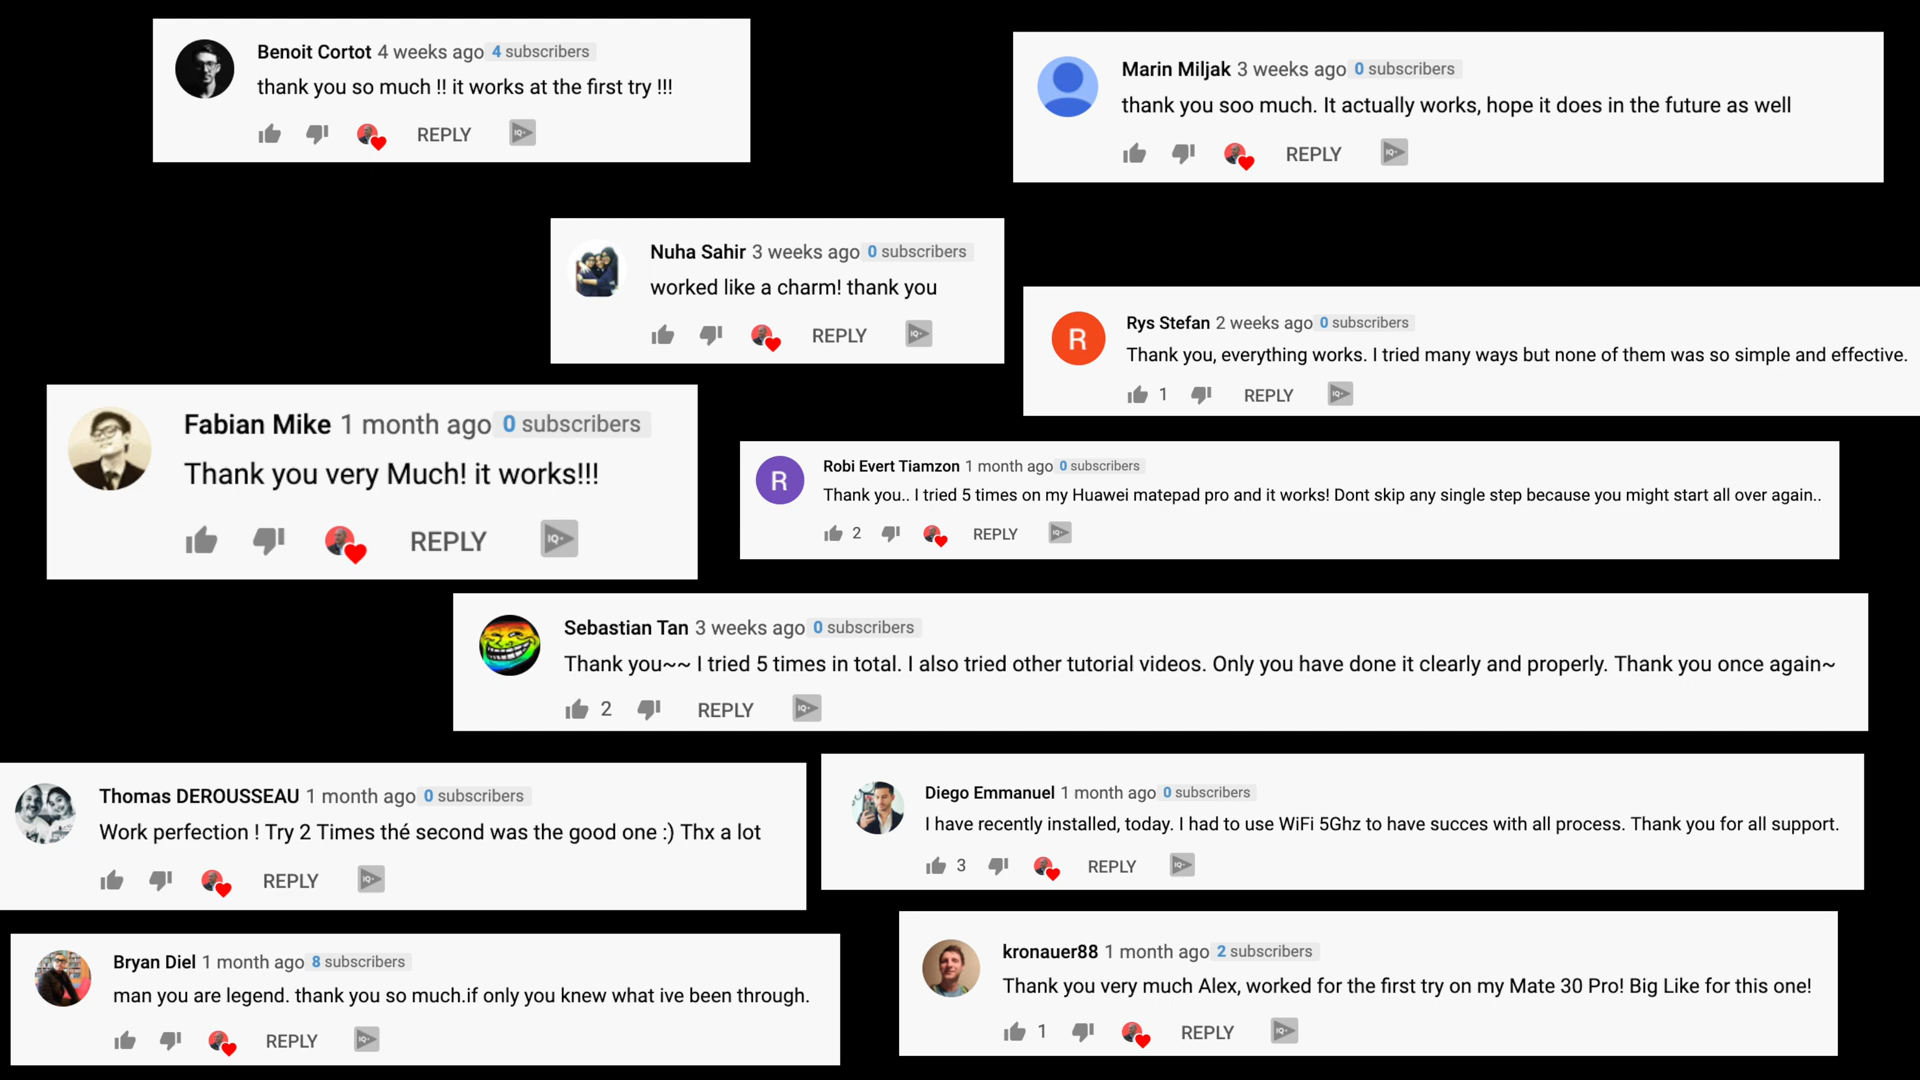 Benoit Cortot 4 weeks ago 4 subscribers
thank you so much !! it works at the first try !!!
REPLY IQ+
Marin Miljak 3 weeks ago 0 subscribers
thank you soo much. It actually works, hope it does in the future as well
REPLY IQ+
Nuha Sahir 3 weeks ago 0 subscribers
worked like a charm! thank you
REPLY IQ+
R
Rys Stefan 2 weeks ago 0 subscribers
Thank you, everything works. I tried many ways but none of them was so simple and effective.
1 REPLY IQ+
Fabian Mike 1 month ago 0 subscribers
Thank you very Much! it works!!!
REPLY IQ+
R
Robi Evert Tiamzon 1 month ago 0 subscribers
Thank you.. I tried 5 times on my Huawei matepad pro and it works! Dont skip any single step because you might start all over again..
2 REPLY IQ+
Sebastian Tan 3 weeks ago 0 subscribers
Thank you~~ I tried 5 times in total. I also tried other tutorial videos. Only you have done it clearly and properly. Thank you once again~
2 REPLY IQ+
Thomas DEROUSSEAU 1 month ago 0 subscribers
Work perfection ! Try 2 Times thé second was the good one :) Thx a lot
REPLY IQ+
Diego Emmanuel 1 month ago 0 subscribers
I have recently installed, today. I had to use WiFi 5Ghz to have succes with all process. Thank you for all support.
3 REPLY IQ+
Bryan Diel 1 month ago 8 subscribers
man you are legend. thank you so much.if only you knew what ive been through.
REPLY IQ+
kronauer88 1 month ago 2 subscribers
Thank you very much Alex, worked for the first try on my Mate 30 Pro! Big Like for this one!
1 REPLY IQ+